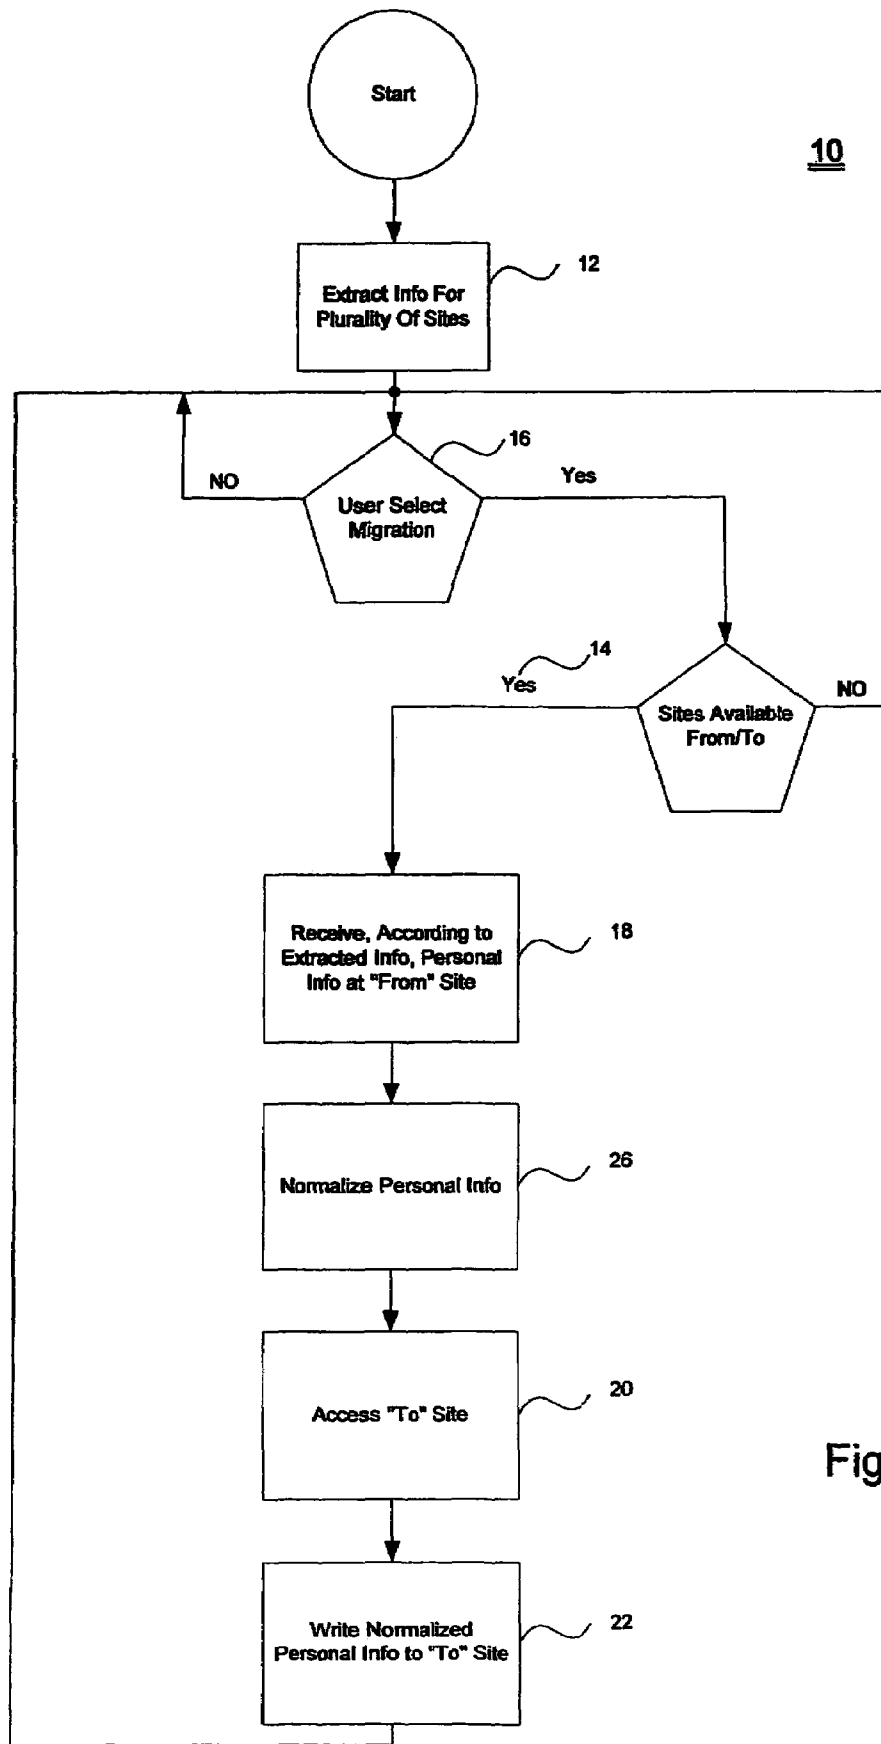 Start
10
12
Extract Info For
Plurality Of Sites
16
NO
Yes
User Select
Migration
14
Yes
NO
Sites Available
From/To
Receive, According to
Extracted Info, Personal
Info at "From" Site
18
26
Normalize Personal Info
20
Access "To" Site
Fig
22
Write Normalized
Personal Info to "To" Site